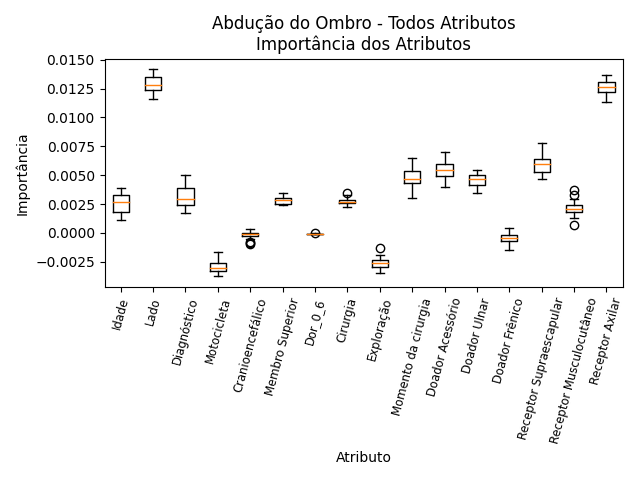 Abdução do Ombro - Todos Atributos
Importância dos Atributos
Importância
0.0150
0.0125
0.0100
0.0075
0.0050
0.0025
0.0000
−0.0025
Idade
Lado
Diagnóstico
Motocicleta
Cranioencefálico
Membro Superior
Dor_0_6
Cirurgia
Exploração
Momento da cirurgia
Doador Acessório
Doador Ulnar
Doador Frênico
Receptor Supraescapular
Receptor Musculocutâneo
Receptor Axilar
Atributo